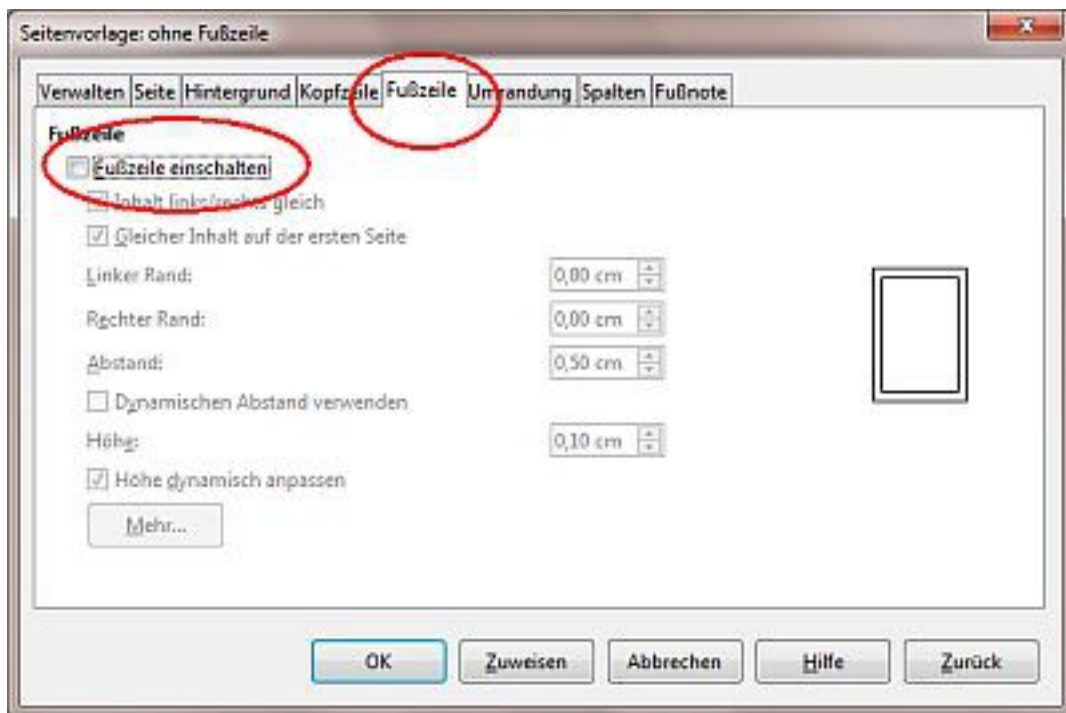 Seitenvorlage: ohne Fußzeile
Verwalten Seite Hintergrund Kopfzeile Fußzeile Umrandung Spalten Fußnote
Fußzeile
Fußzeile einschalten
Inhalt links/rechts gleich
Gleicher Inhalt auf der ersten Seite
Linker Rand: 0,00 cm
Rechter Rand: 0,00 cm
Abstand: 0,50 cm
Dynamischen Abstand verwenden
Höhe: 0,10 cm
Höhe dynamisch anpassen
Mehr...
OK Zuweisen Abbrechen Hilfe Zurück